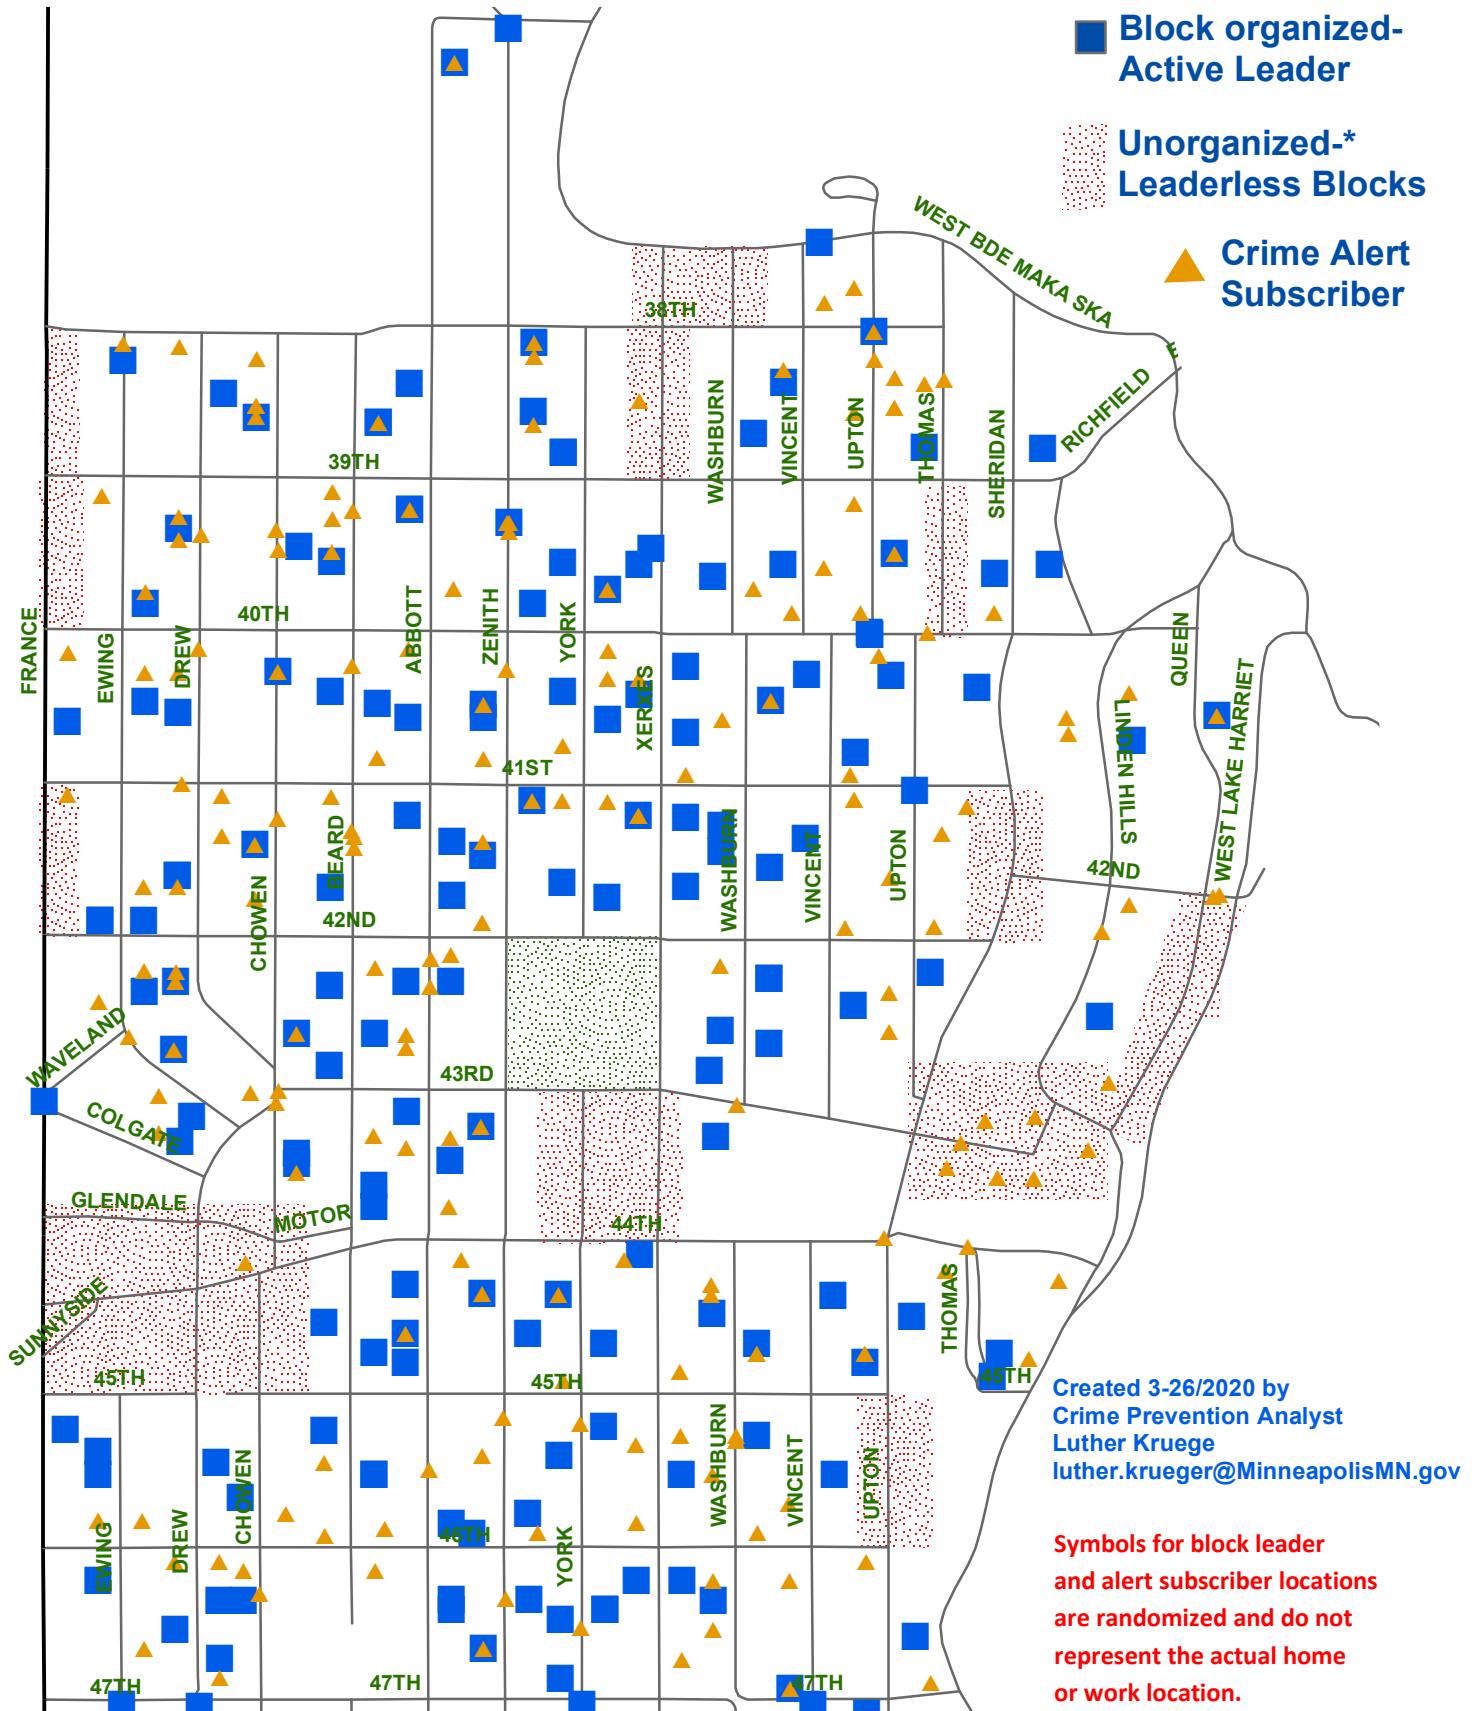 Block organized-
Active Leader
Unorganized-*
Leaderless Blocks
Crime Alert
Subscriber
WEST BDE MAKA SKA
38TH
E
RICHFIELD
WASHBURN
VINCENT
UPTON
THOMAS
SHERIDAN
39TH
40TH
FRANCE
EWING
DREW
ABBOTT
ZENITH
YORK
XERXES
QUEEN
LINDEN HILLS
WEST LAKE HARRIET
41ST
BEARD
CHOWEN
WASHBURN
VINCENT
UPTON
42ND
42ND
WAVELAND
43RD
COLGATE
GLENDALE
MOTOR
44TH
SUNNYSIDE
THOMAS
45TH
45TH
45TH
Created 3-26/2020 by
Crime Prevention Analyst
Luther Kruege
luther.krueger@MinneapolisMN.gov
CHOWEN
WASHBURN
VINCENT
UPTON
46TH
EWING
DREW
YORK
Symbols for block leader
and alert subscriber locations
are randomized and do not
represent the actual home
or work location.
47TH
47TH
47TH